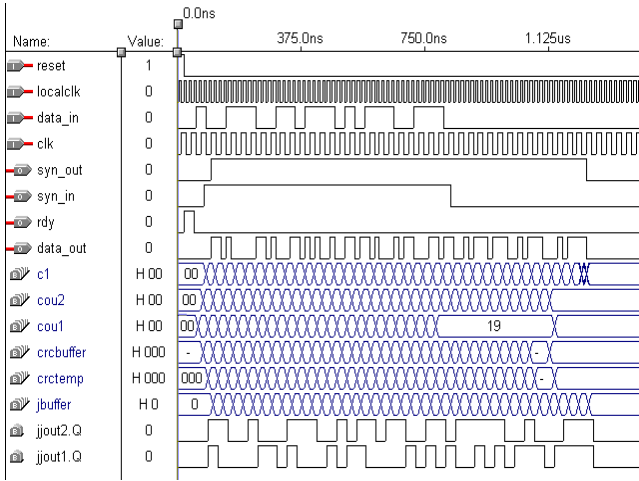 0.0ns
Name: Value: 375.0ns 750.0ns 1.125us
reset 1
localclk 0
data_in 0
clk 0
syn_out 0
syn_in 0
rdy 0
data_out 0
c1 H 00 00
cou2 H 00 00
cou1 H 00 00 19
crcbuffer H 000 - -
crctemp H 000 000 -
jbuffer H 0 0
jjout2.Q 0
jjout1.Q 0